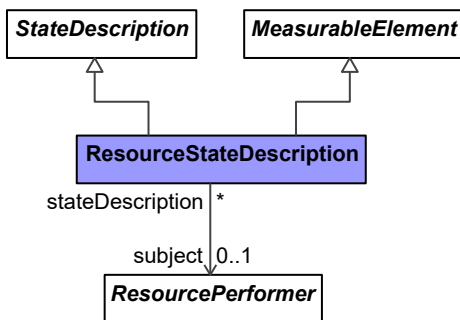 StateDescription
MeasurableElement
ResourceStateDescription
stateDescription *
subject 0..1
ResourcePerformer